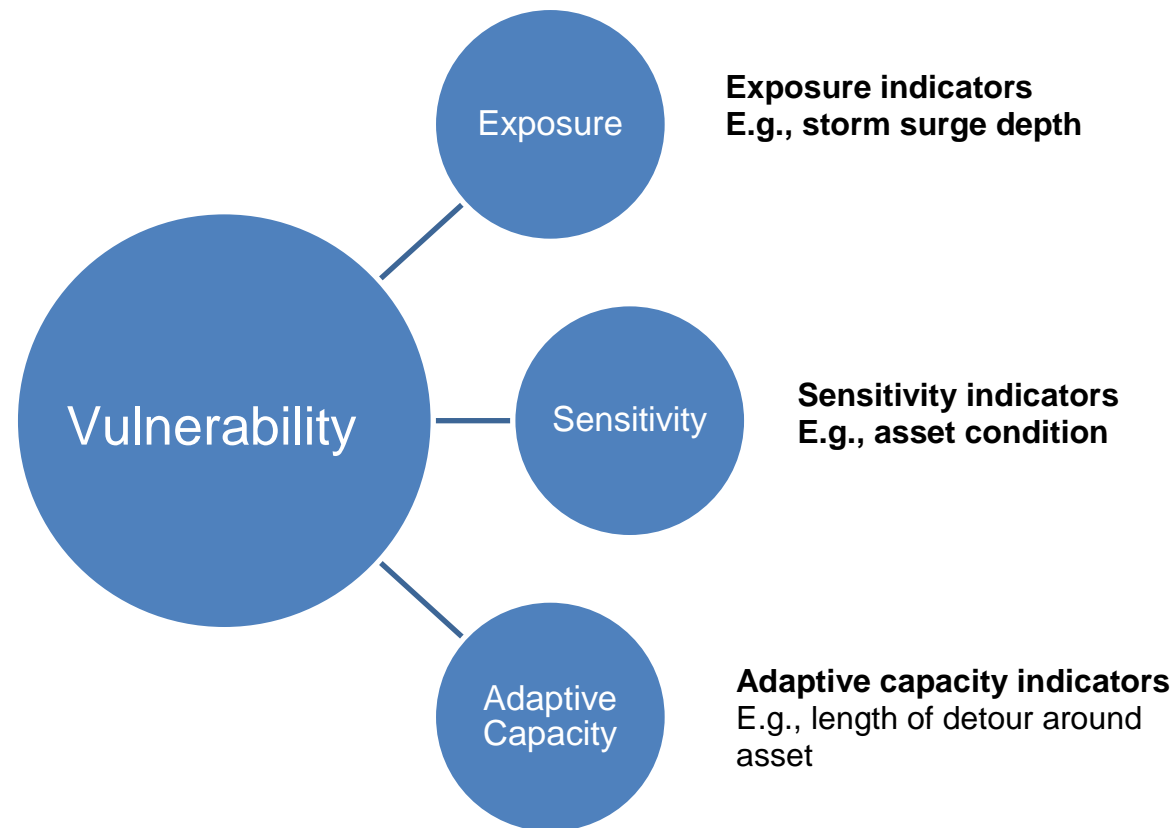 Exposure
Exposure indicators
E.g., storm surge depth
Vulnerability
Sensitivity
Sensitivity indicators
E.g., asset condition
Adaptive
Capacity
Adaptive capacity indicators
E.g., length of detour around
asset